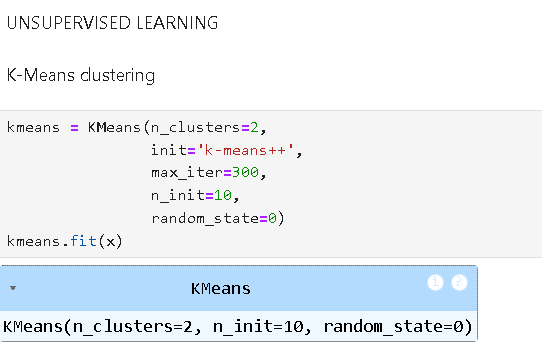 UNSUPERVISED LEARNING
K-Means clustering
kmeans = KMeans(n_clusters=2,
init='k-means++',
max_iter=300,
n_init=10,
random_state=0)
kmeans.fit(x)
KMeans
i ?
KMeans(n_clusters=2, n_init=10, random_state=0)